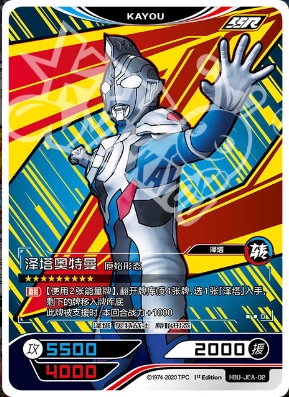 KAYOU
SSR
泽塔奥特曼 原始形态
泽塔
【使用2张能量牌】，翻开牌库顶4张牌，选1张「泽塔」入手，
剩下的牌移入牌库底
此牌被支援时，本回合战力+1000
攻 5500
4000
2000 援
©1974-2020 TPC 1st Edition